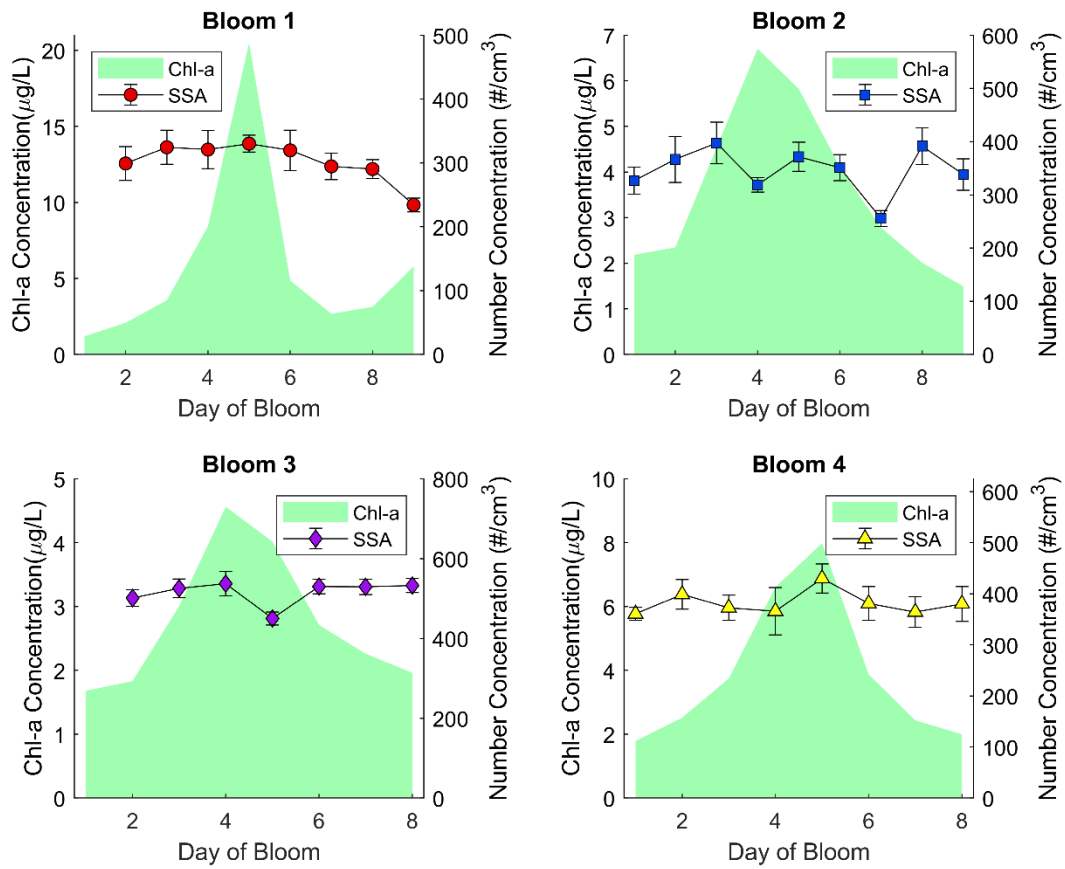 Bloom 1
Chl-a Concentration(μg/L)
20
15
10
5
0
Chl-a
SSA
500
400
300
200
100
0
Number Concentration (#/cm³)
2 4 6 8
Day of Bloom
Bloom 2
Chl-a Concentration(μg/L)
7
6
5
4
3
2
1
0
Chl-a
SSA
600
500
400
300
200
100
0
Number Concentration (#/cm³)
2 4 6 8
Day of Bloom
Bloom 3
Chl-a Concentration(μg/L)
5
4
3
2
1
0
Chl-a
SSA
800
600
400
200
0
Number Concentration (#/cm³)
2 4 6 8
Day of Bloom
Bloom 4
Chl-a Concentration(μg/L)
10
8
6
4
2
0
Chl-a
SSA
600
500
400
300
200
100
0
Number Concentration (#/cm³)
2 4 6 8
Day of Bloom